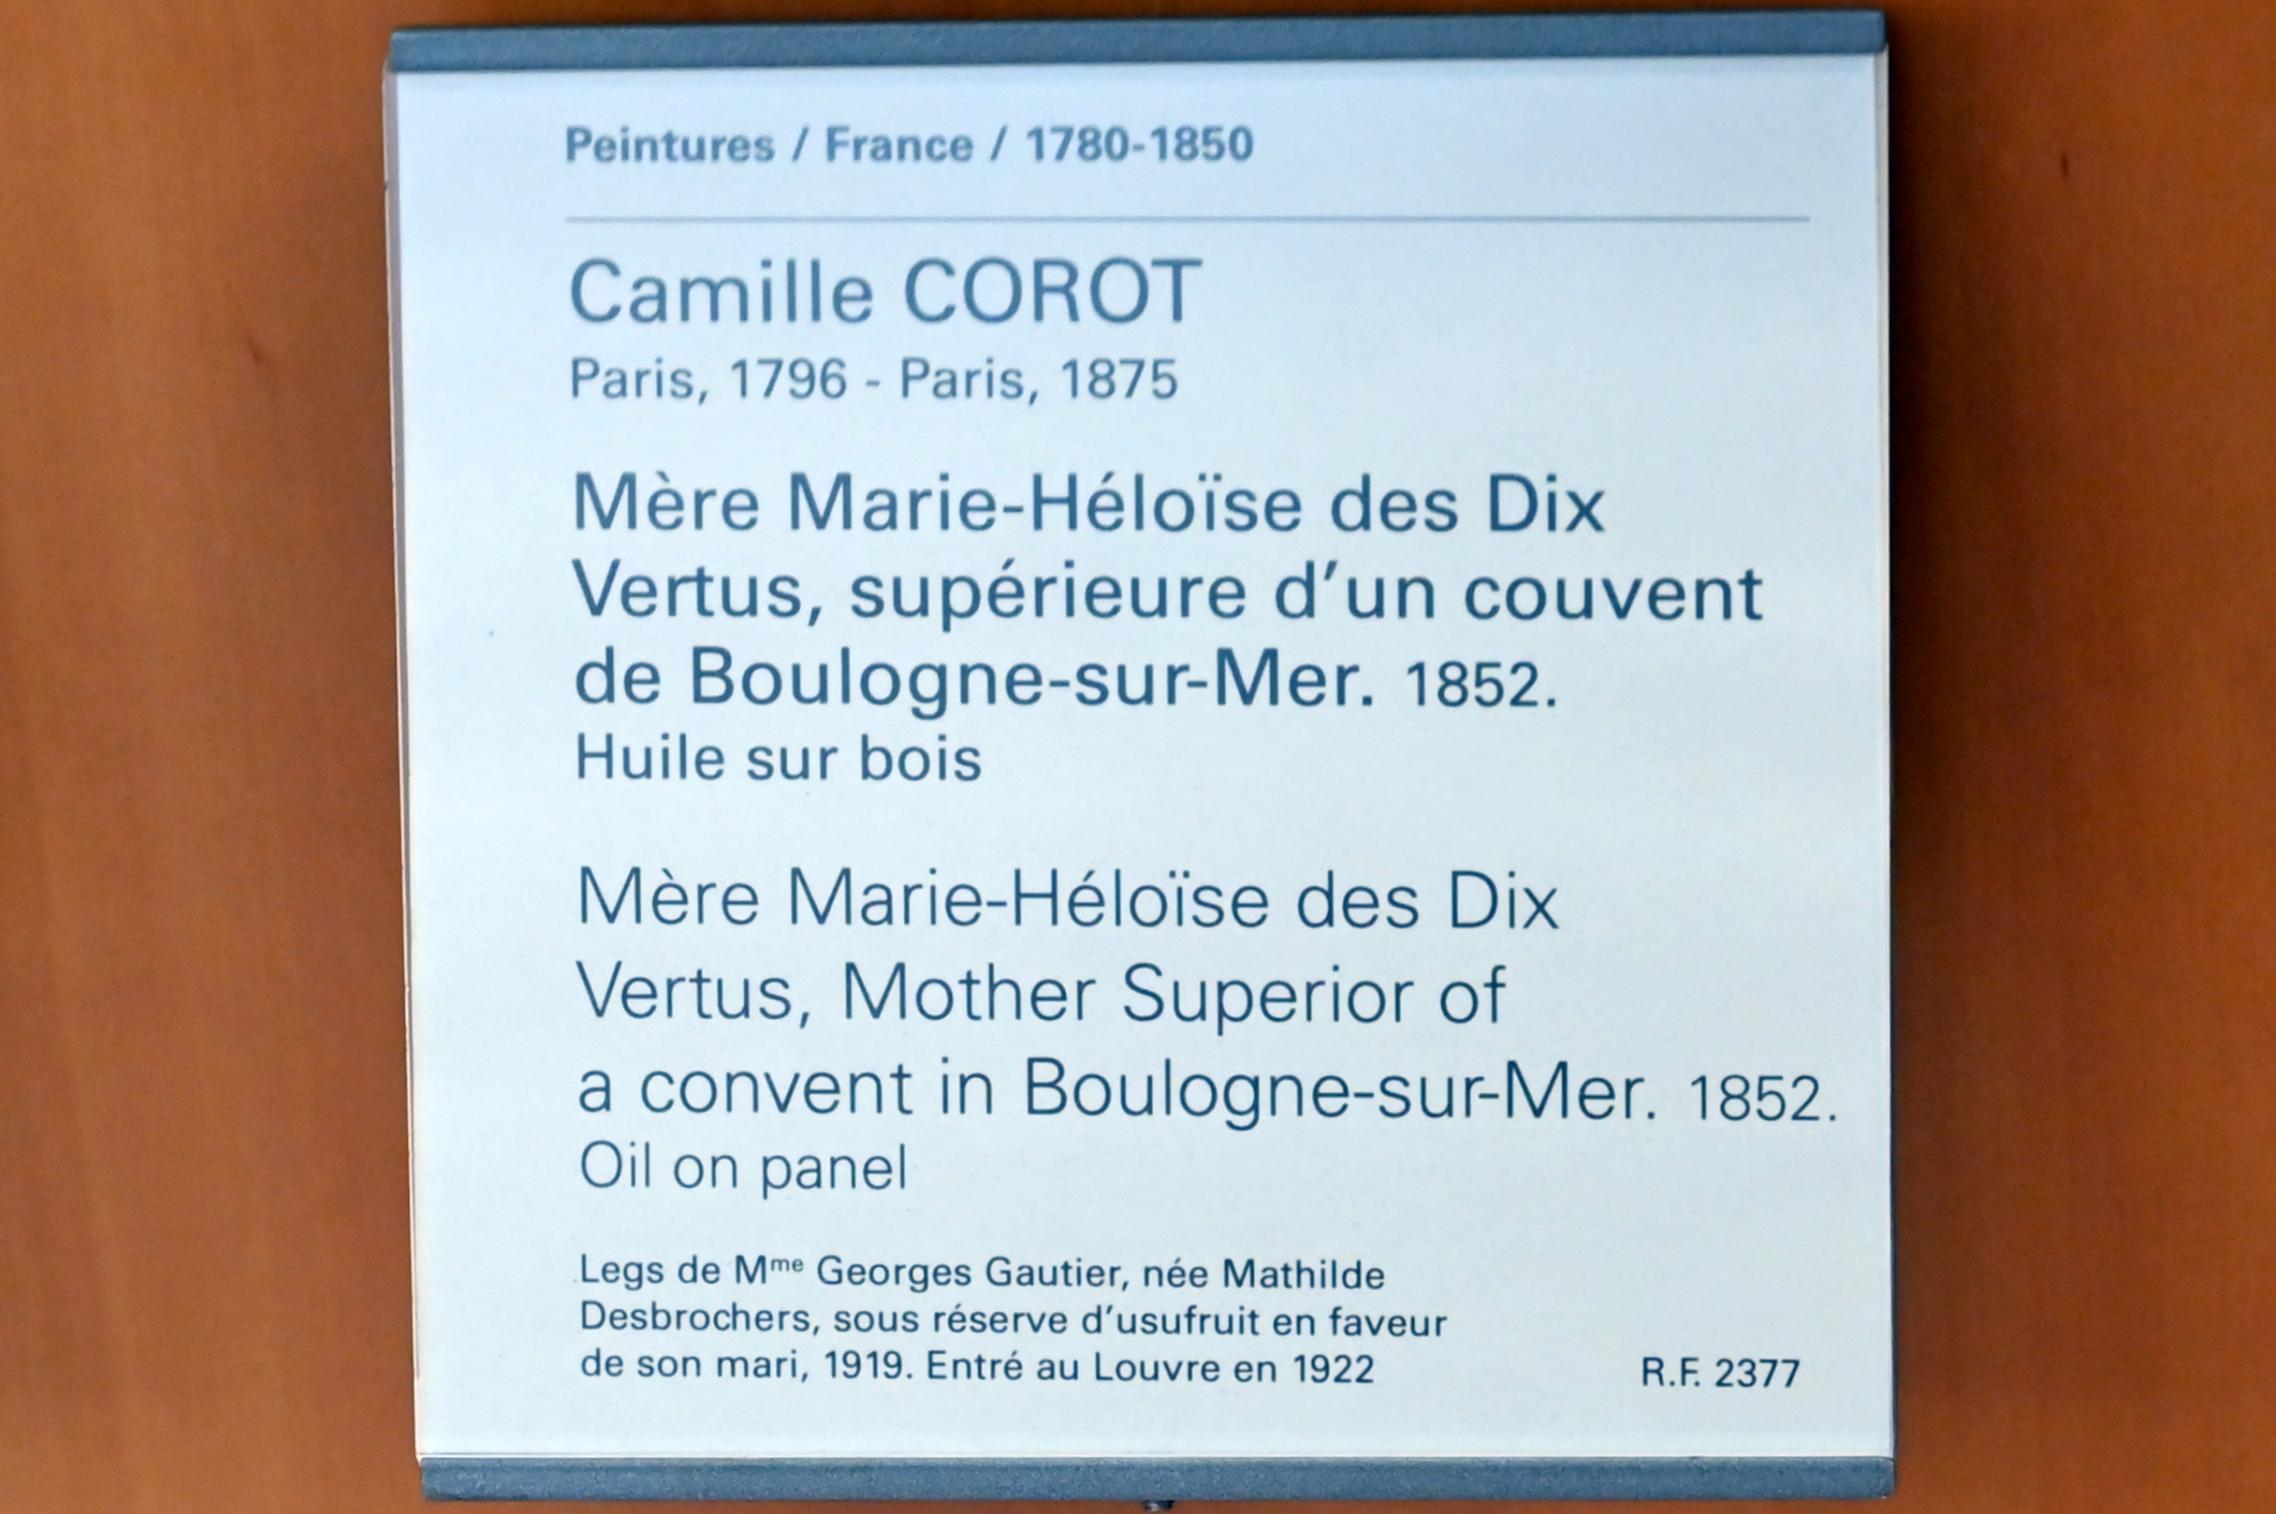 Peintures / France / 1780-1850
Camille COROT
Paris, 1796 - Paris, 1875
Mère Marie-Héloïse des Dix
Vertus, supérieure d'un couvent
de Boulogne-sur-Mer. 1852.
Huile sur bois
Mère Marie-Héloïse des Dix
Vertus, Mother Superior of
a convent in Boulogne-sur-Mer. 1852.
Oil on panel
Legs de Mme Georges Gautier, née Mathilde
Desbrochers, sous réserve d'usufruit en faveur
de son mari, 1919. Entré au Louvre en 1922
R.F. 2377